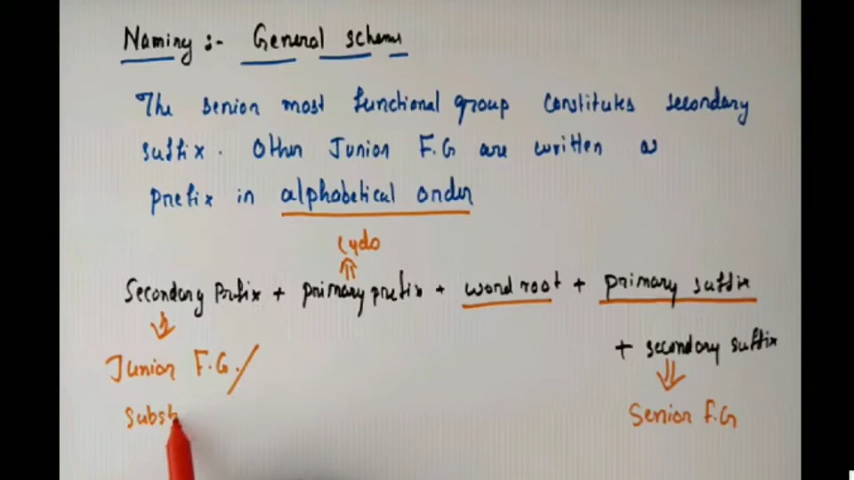 Naming :- General scheme
The senior most functional group constitutes secondary
suffix. Other Junior F.G are written as
prefix in alphabetical order
cyclo
Secondary Prefix + primary prefix + word root + primary suffix
+ secondary suffix
Junior F.G./
Subst
Senior F.G